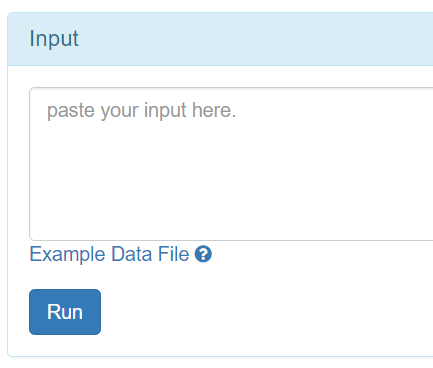 Input
paste your input here.
Example Data File
Run